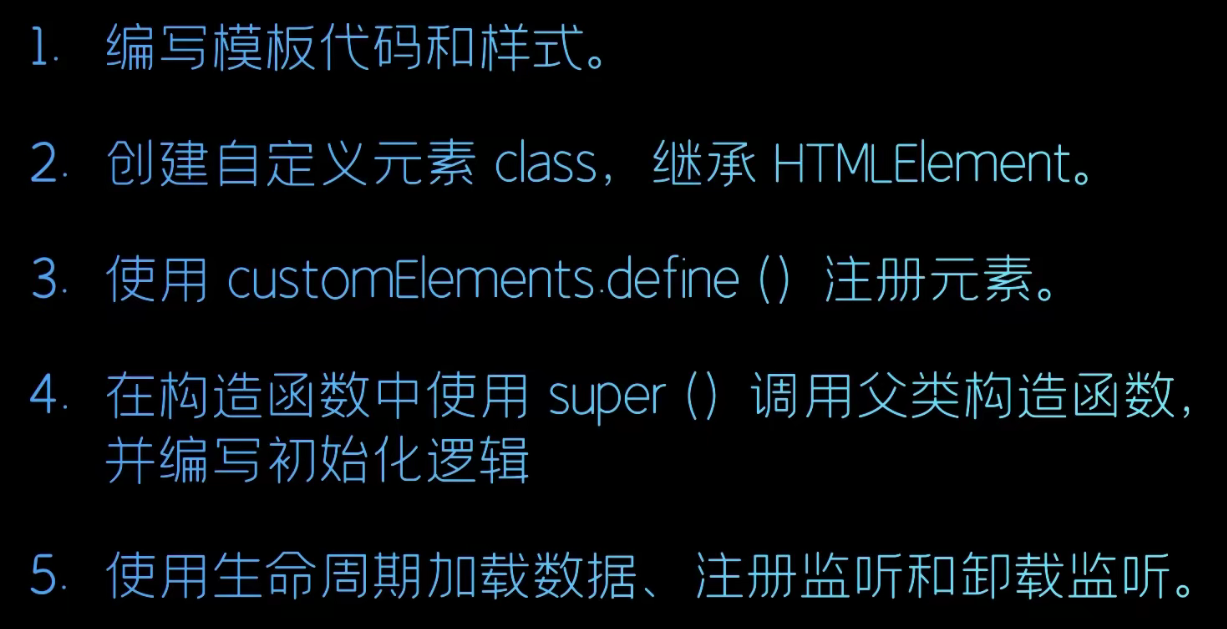 1. 编写模板代码和样式。
2. 创建自定义元素 class，继承 HTMLElement。
3. 使用 customElements.define（）注册元素。
4. 在构造函数中使用 super（）调用父类构造函数，
并编写初始化逻辑
5. 使用生命周期加载数据、注册监听和卸载监听。